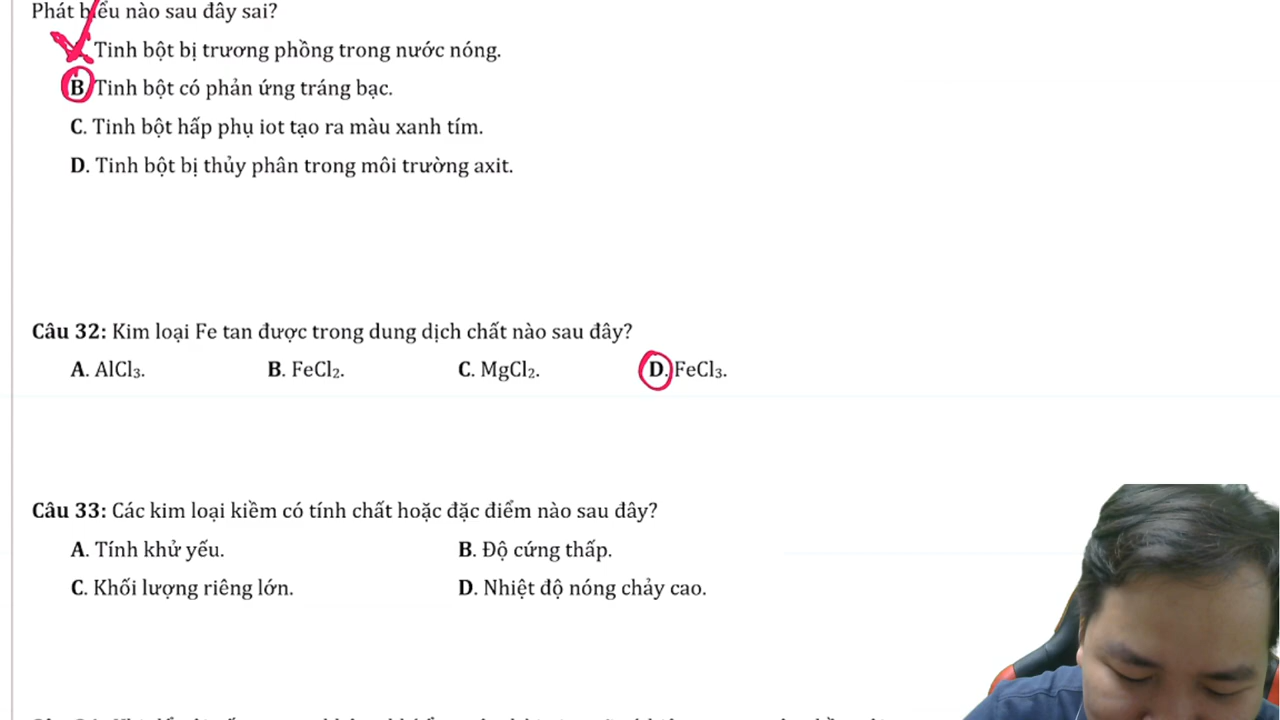 Phát biểu nào sau đây sai?
Tinh bột bị trương phồng trong nước nóng.
B Tinh bột có phản ứng tráng bạc.
C. Tinh bột hấp phụ iot tạo ra màu xanh tím.
D. Tinh bột bị thủy phân trong môi trường axit.
Câu 32: Kim loại Fe tan được trong dung dịch chất nào sau đây?
A. AlCl₃. B. FeCl₂. C. MgCl₂. D. FeCl₃.
Câu 33: Các kim loại kiềm có tính chất hoặc đặc điểm nào sau đây?
A. Tính khử yếu. B. Độ cứng thấp.
C. Khối lượng riêng lớn. D. Nhiệt độ nóng chảy cao.